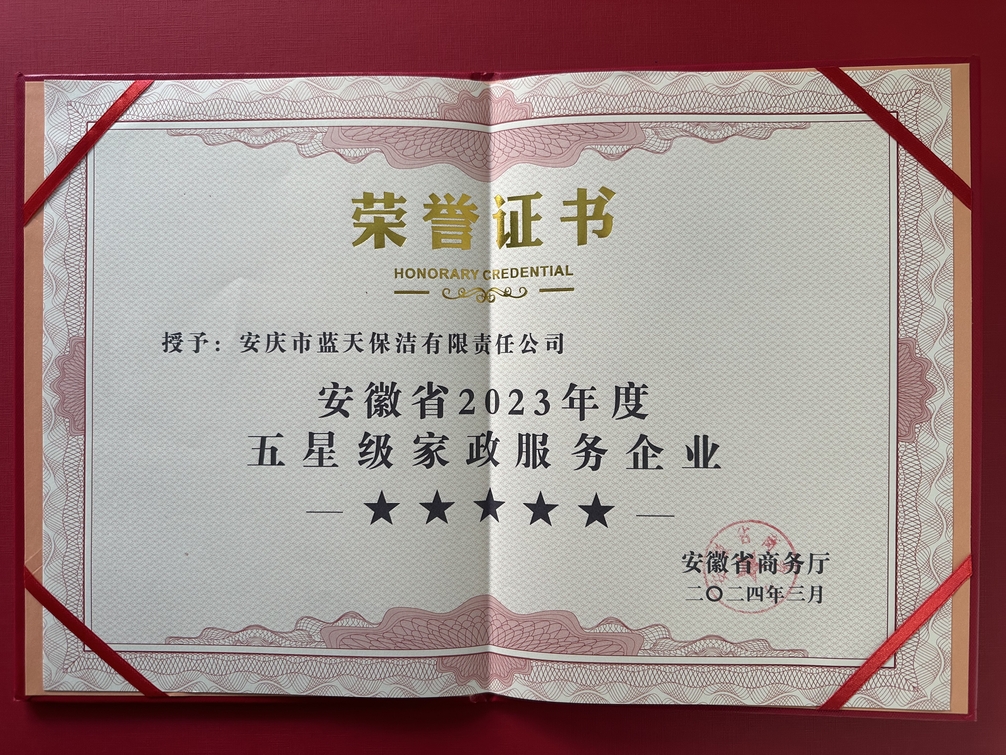 荣誉证书
HONORARY CREDENTIAL
授予：安庆市蓝天保洁有限责任公司
安徽省2023年度
五星级家政服务企业
★★★★★
安徽省商务厅
二〇二四年三月